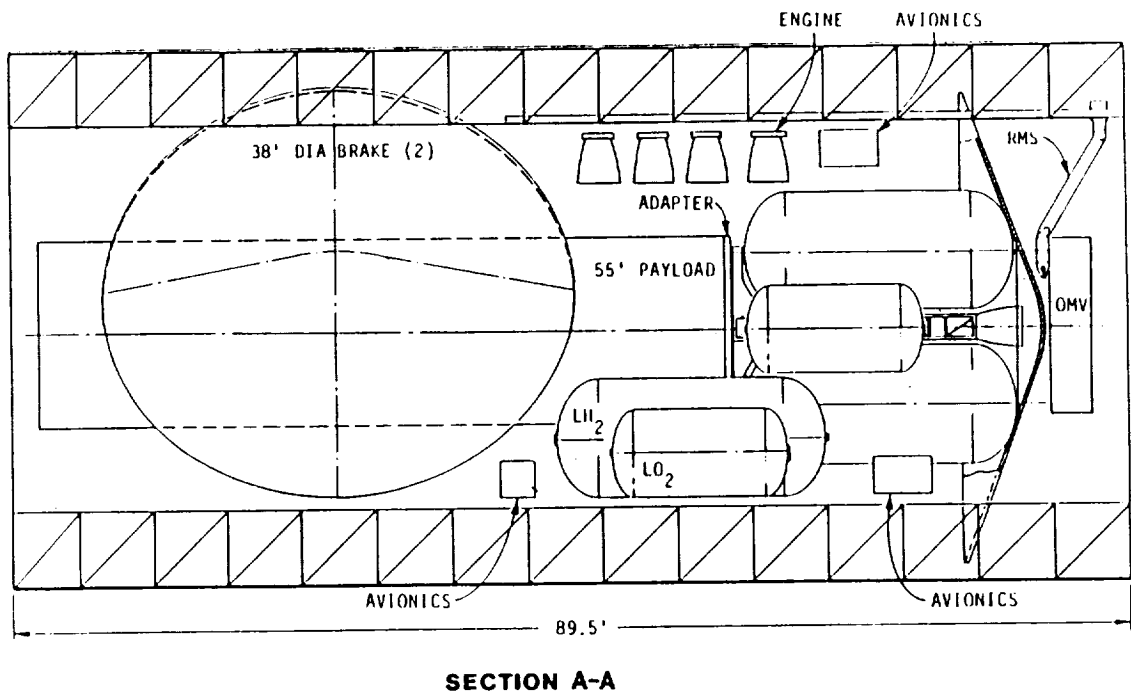 ENGINE
AVIONICS
38' DIA BRAKE (2)
RMS
ADAPTER
55' PAYLOAD
OMV
LH2
LO2
AVIONICS
AVIONICS
89.5'
SECTION A-A